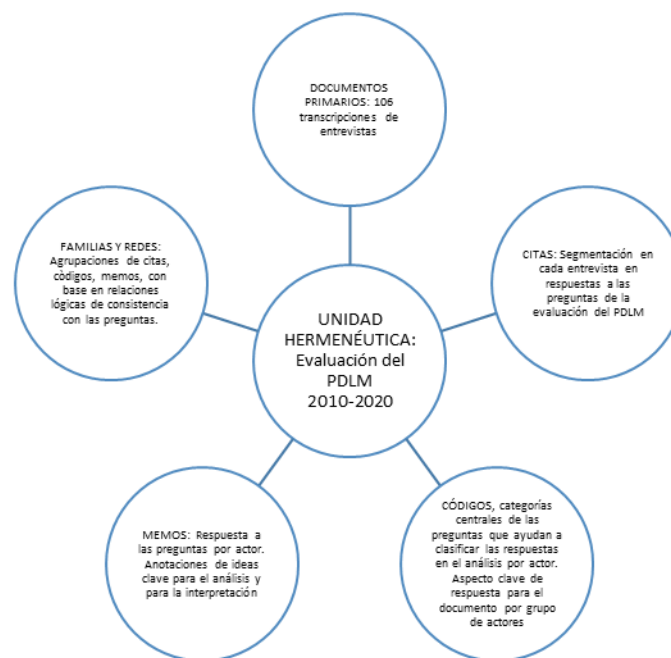 DOCUMENTOS
PRIMARIOS: 106
transcripciones de
entrevistas
FAMILIAS Y REDES:
Agrupaciones de citas,
còdigos, memos, con
base en relaciones
lógicas de consistencia
con las preguntas.
CITAS: Segmentación en
cada entrevista en
respuestas a las
preguntas de la
evaluación del PDLM
UNIDAD
HERMENÉUTICA:
Evaluación del
PDLM
2010-2020
MEMOS: Respuesta a
las preguntas por actor.
Anotaciones de ideas
clave para el análisis y
para la interpretación
CÓDIGOS, categorías
centrales de las
preguntas que ayudan a
clasificar las respuestas
en el análisis por actor.
Aspecto clave de
respuesta para el
documento por grupo
de actores